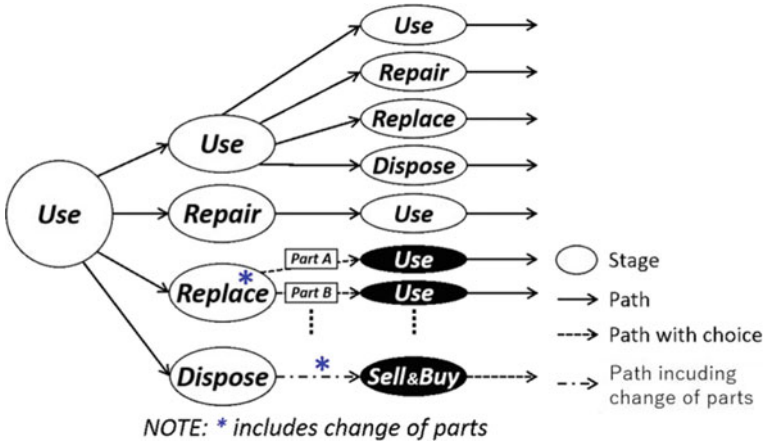 Use
Repair
Replace
Dispose
Use
Use
Repair
Use
Replace
*
Part A
Use
Part B
Use
Dispose
*
Sell&Buy
NOTE: * includes change of parts
Stage
Path
Path with choice
Path incuding
change of parts